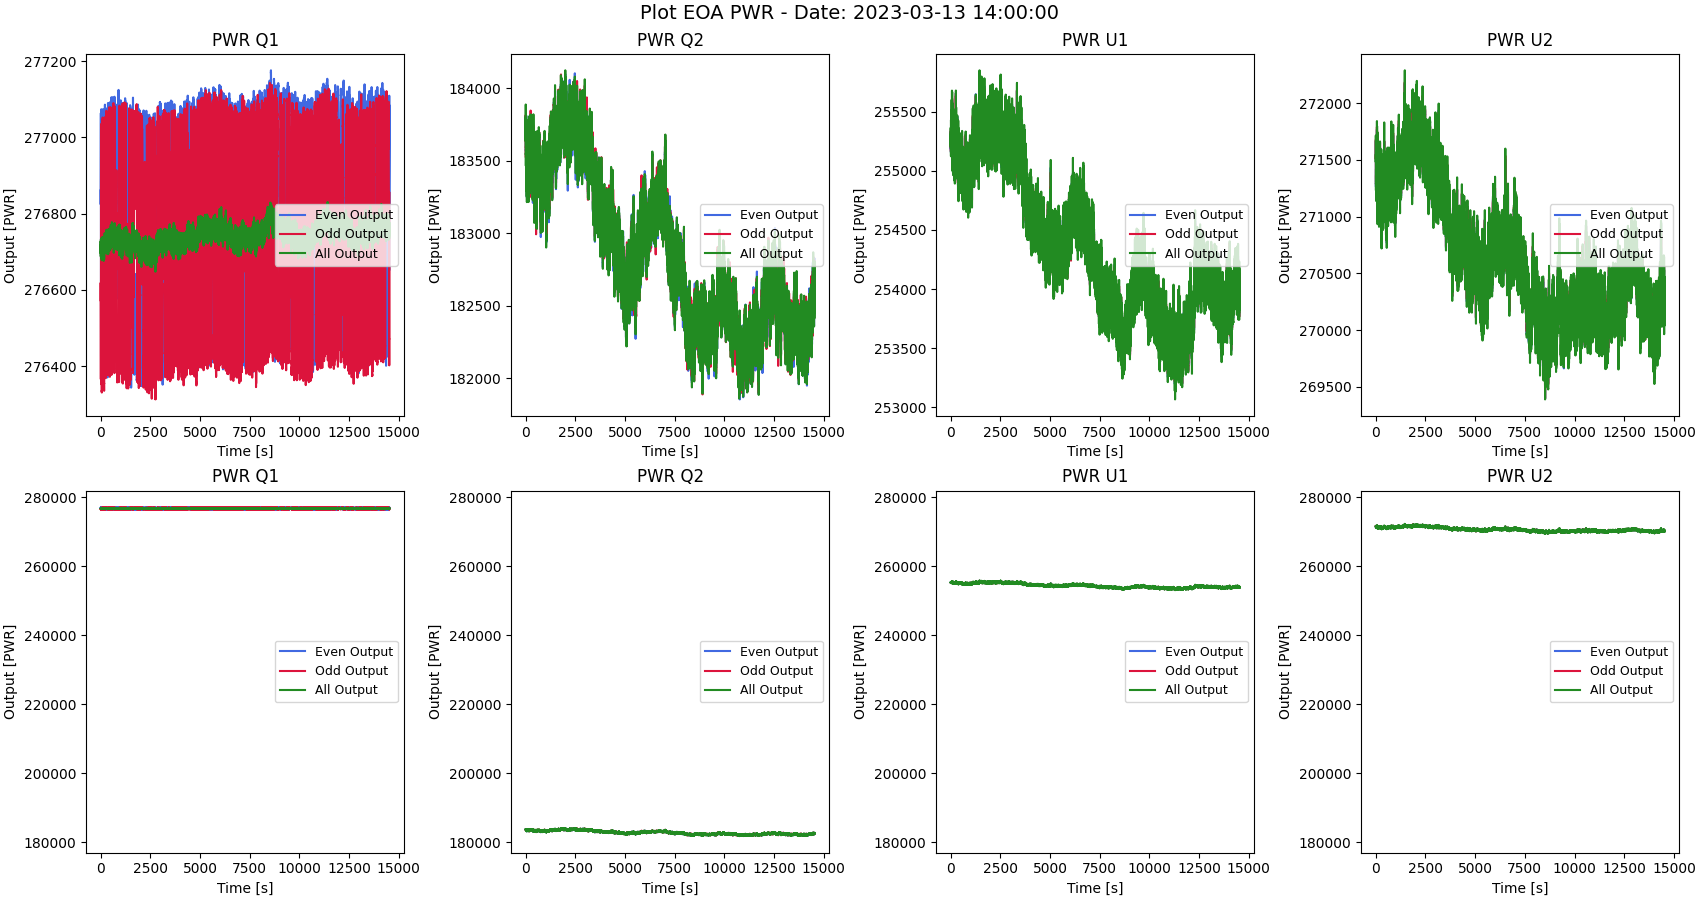 Plot EOA PWR - Date: 2023-03-13 14:00:00
PWR Q1
Output [PWR]
277200
277000
276800
276600
276400
Even Output
Odd Output
All Output
0 2500 5000 7500 10000 12500 15000
Time [s]
PWR Q2
Output [PWR]
184000
183500
183000
182500
182000
Even Output
Odd Output
All Output
0 2500 5000 7500 10000 12500 15000
Time [s]
PWR U1
Output [PWR]
255500
255000
254500
254000
253500
253000
Even Output
Odd Output
All Output
0 2500 5000 7500 10000 12500 15000
Time [s]
PWR U2
Output [PWR]
272000
271500
271000
270500
270000
269500
Even Output
Odd Output
All Output
0 2500 5000 7500 10000 12500 15000
Time [s]
PWR Q1
Output [PWR]
280000
260000
240000
220000
200000
180000
Even Output
Odd Output
All Output
0 2500 5000 7500 10000 12500 15000
Time [s]
PWR Q2
Output [PWR]
280000
260000
240000
220000
200000
180000
Even Output
Odd Output
All Output
0 2500 5000 7500 10000 12500 15000
Time [s]
PWR U1
Output [PWR]
280000
260000
240000
220000
200000
180000
Even Output
Odd Output
All Output
0 2500 5000 7500 10000 12500 15000
Time [s]
PWR U2
Output [PWR]
280000
260000
240000
220000
200000
180000
Even Output
Odd Output
All Output
0 2500 5000 7500 10000 12500 15000
Time [s]